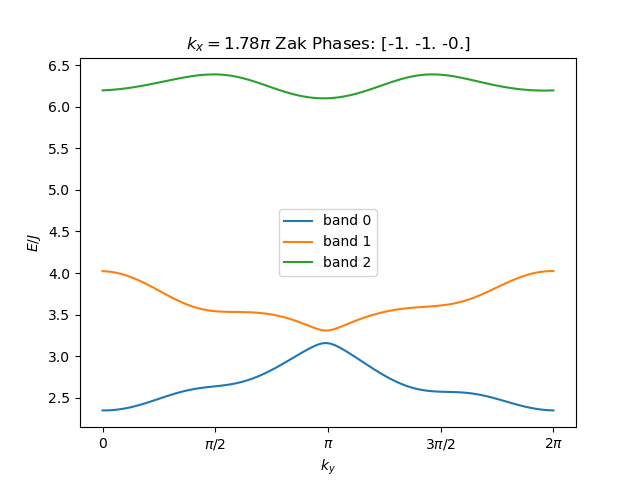 kₓ = 1.78π Zak Phases: [-1. -1. -0.]
6.5
6.0
5.5
5.0
4.5
4.0
3.5
3.0
2.5
E/J
band 0
band 1
band 2
0
π/2
π
3π/2
2π
k_y